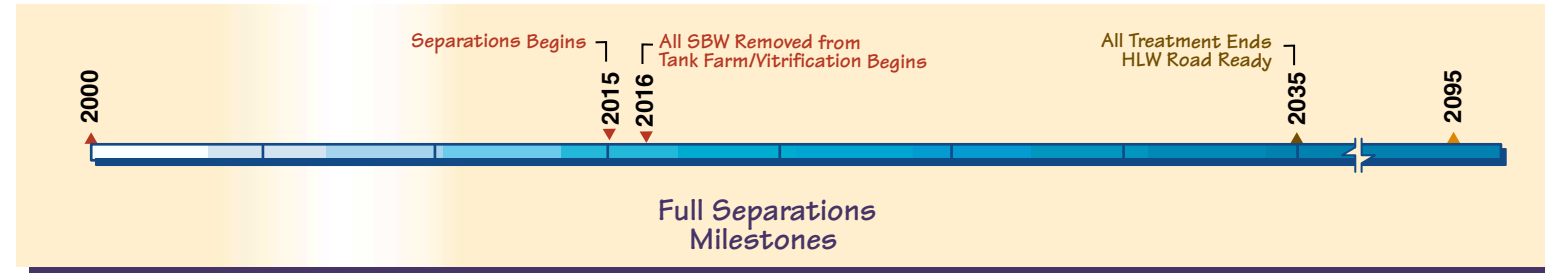 Separations Begins
All SBW Removed from
Tank Farm/Vitrification Begins
All Treatment Ends
HLW Road Ready
2000
2015
2016
2035
2095
Full Separations
Milestones